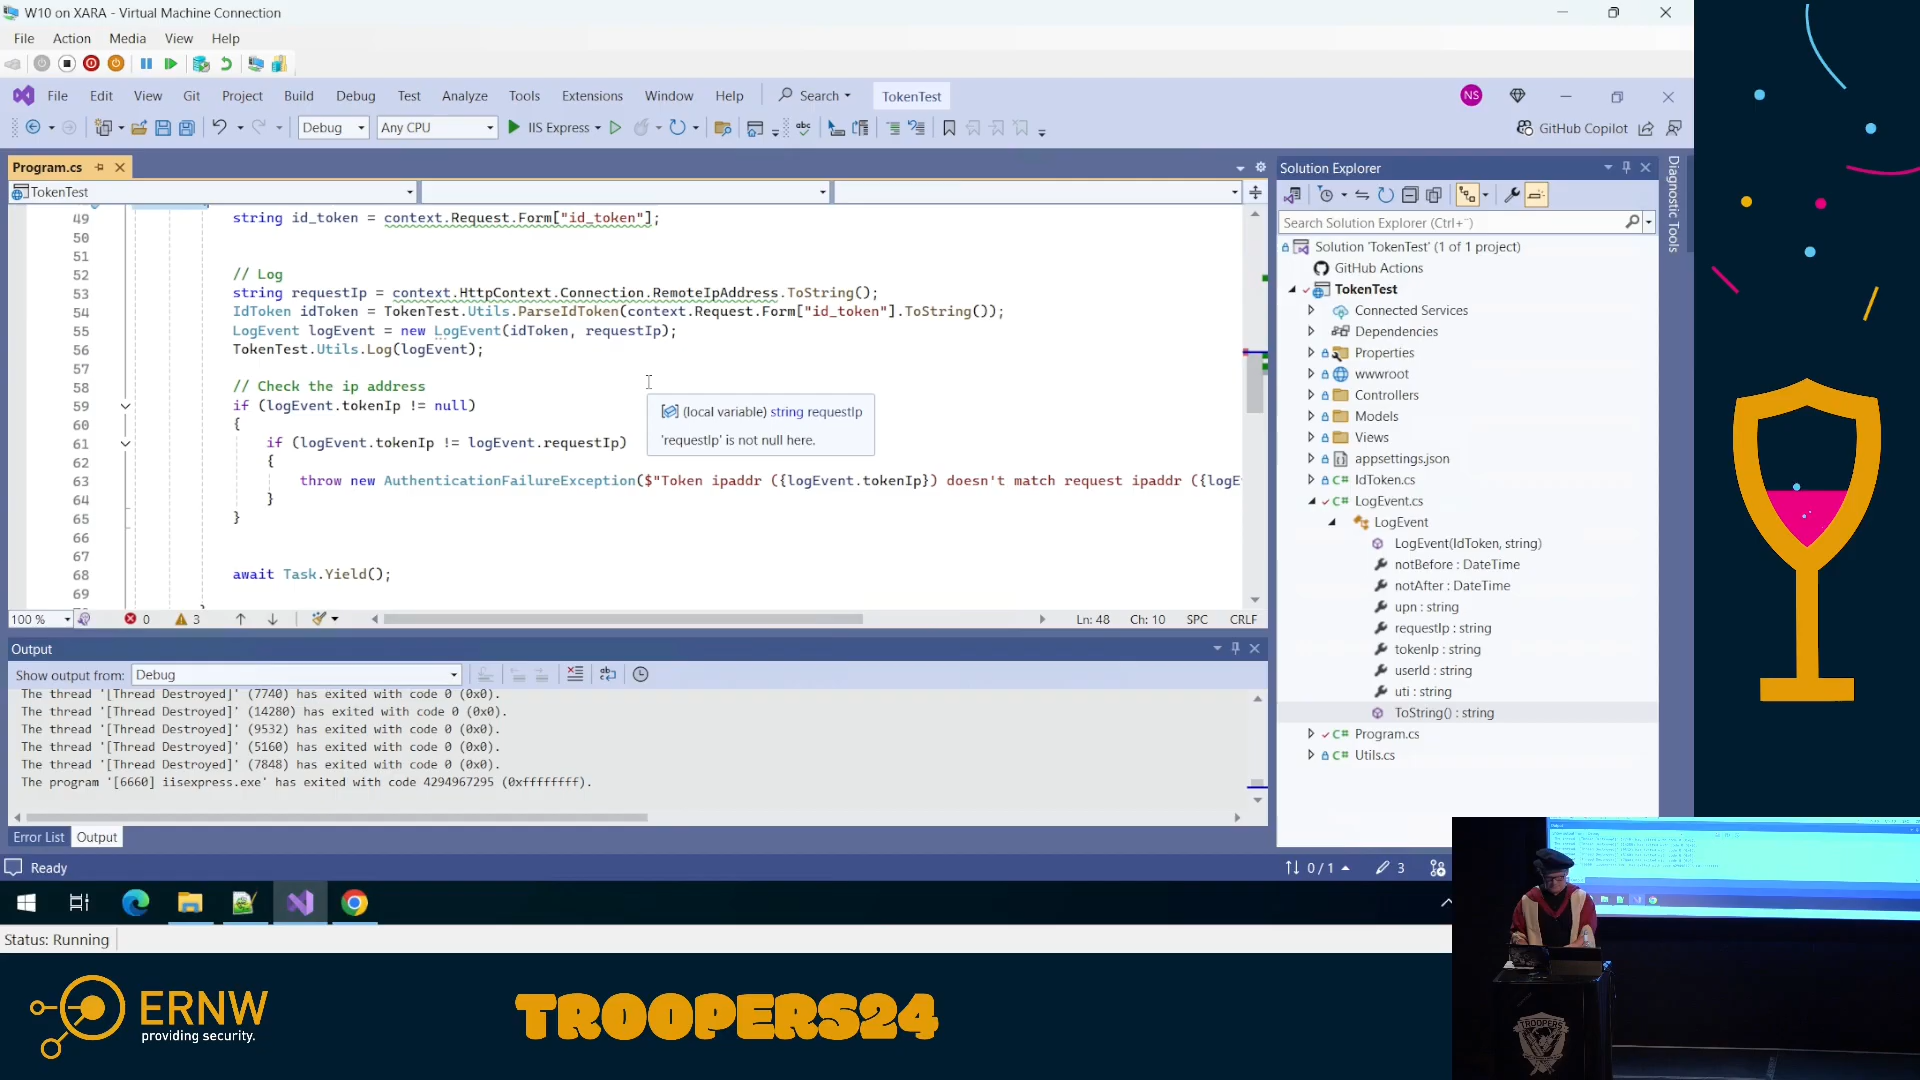 W10 on XARA - Virtual Machine Connection
File Action Media View Help
File Edit View Git Project Build Debug Test Analyze Tools Extensions Window Help Search TokenTest NS
Debug Any CPU IIS Express GitHub Copilot
Program.cs
TokenTest
49 string id_token = context.Request.Form["id_token"];
50
51
52 // Log
53 string requestIp = context.HttpContext.Connection.RemoteIpAddress.ToString();
54 IdToken idToken = TokenTest.Utils.ParseIdToken(context.Request.Form["id_token"].ToString());
55 LogEvent logEvent = new LogEvent(idToken, requestIp);
56 TokenTest.Utils.Log(logEvent);
57
58 // Check the ip address
59 if (logEvent.tokenIp != null)
60 {
61 if (logEvent.tokenIp != logEvent.requestIp)
62 {
63 throw new AuthenticationFailureException($"Token ipaddr ({logEvent.tokenIp}) doesn't match request ipaddr ({logE
64 }
65 }
66
67
68 await Task.Yield();
69
(local variable) string requestIp
'requestIp' is not null here.
100 % 0 3 Ln: 48 Ch: 10 SPC CRLF
Output
Show output from: Debug
The thread '[Thread Destroyed]' (7740) has exited with code 0 (0x0).
The thread '[Thread Destroyed]' (14280) has exited with code 0 (0x0).
The thread '[Thread Destroyed]' (9532) has exited with code 0 (0x0).
The thread '[Thread Destroyed]' (5160) has exited with code 0 (0x0).
The thread '[Thread Destroyed]' (7848) has exited with code 0 (0x0).
The program '[6660] iisexpress.exe' has exited with code 4294967295 (0xffffffff).
Error List Output
Ready 0 / 1 3
Solution Explorer
Search Solution Explorer (Ctrl+¨)
Solution 'TokenTest' (1 of 1 project)
GitHub Actions
TokenTest
Connected Services
Dependencies
Properties
wwwroot
Controllers
Models
Views
appsettings.json
C# IdToken.cs
C# LogEvent.cs
LogEvent
LogEvent(IdToken, string)
notBefore : DateTime
notAfter : DateTime
upn : string
requestIp : string
tokenIp : string
userId : string
uti : string
ToString() : string
C# Program.cs
C# Utils.cs
Diagnostic Tools
Status: Running
ERNW
providing security.
TROOPERS24
TROOPERS